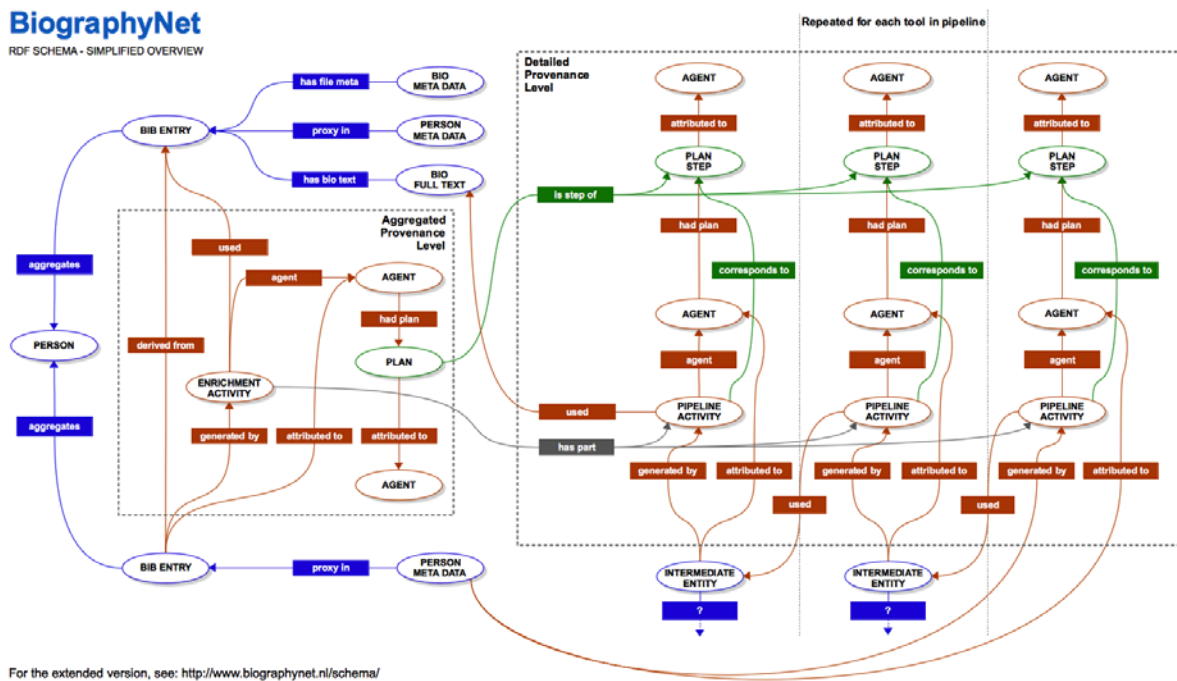 BiographyNet
RDF SCHEMA - SIMPLIFIED OVERVIEW
Repeated for each tool in pipeline
Detailed
Provenance
Level
has file meta
BIO
META DATA
AGENT
AGENT
AGENT
BIB ENTRY
proxy in
PERSON
META DATA
attributed to
attributed to
attributed to
PLAN
STEP
PLAN
STEP
PLAN
STEP
has bio text
BIO
FULL TEXT
is step of
Aggregated
Provenance
Level
used
had plan
had plan
had plan
aggregates
agent
AGENT
corresponds to
corresponds to
corresponds to
had plan
AGENT
AGENT
AGENT
PERSON
derived from
PLAN
agent
agent
agent
ENRICHMENT
ACTIVITY
used
PIPELINE
ACTIVITY
PIPELINE
ACTIVITY
PIPELINE
ACTIVITY
aggregates
generated by
attributed to
attributed to
has part
generated by
attributed to
generated by
attributed to
generated by
attributed to
AGENT
used
used
BIB ENTRY
proxy in
PERSON
META DATA
INTERMEDIATE
ENTITY
INTERMEDIATE
ENTITY
?
?
For the extended version, see: http://www.biographynet.nl/schema/